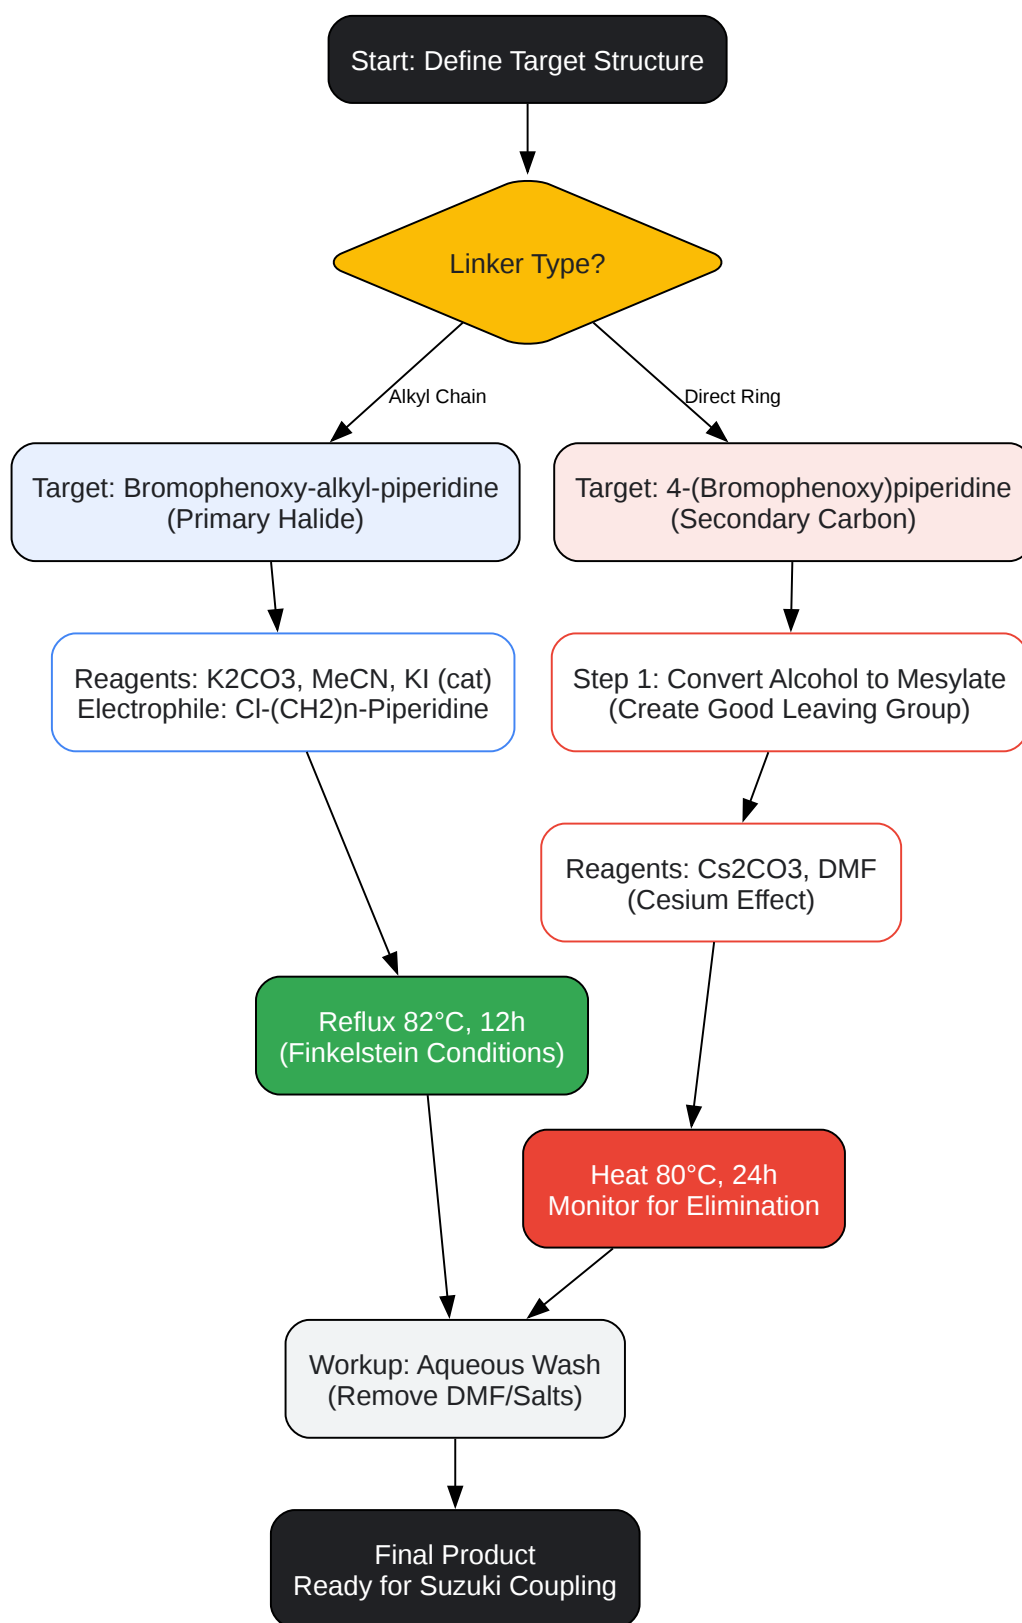 Start: Define Target Structure
Linker Type?
Alkyl Chain
Direct Ring
Target: Bromophenoxy-alkyl-piperidine
(Primary Halide)
Target: 4-(Bromophenoxy)piperidine
(Secondary Carbon)
Reagents: K2CO3, MeCN, KI (cat)
Electrophile: Cl-(CH2)n-Piperidine
Step 1: Convert Alcohol to Mesylate
(Create Good Leaving Group)
Reagents: Cs2CO3, DMF
(Cesium Effect)
Reflux 82°C, 12h
(Finkelstein Conditions)
Heat 80°C, 24h
Monitor for Elimination
Workup: Aqueous Wash
(Remove DMF/Salts)
Final Product
Ready for Suzuki Coupling